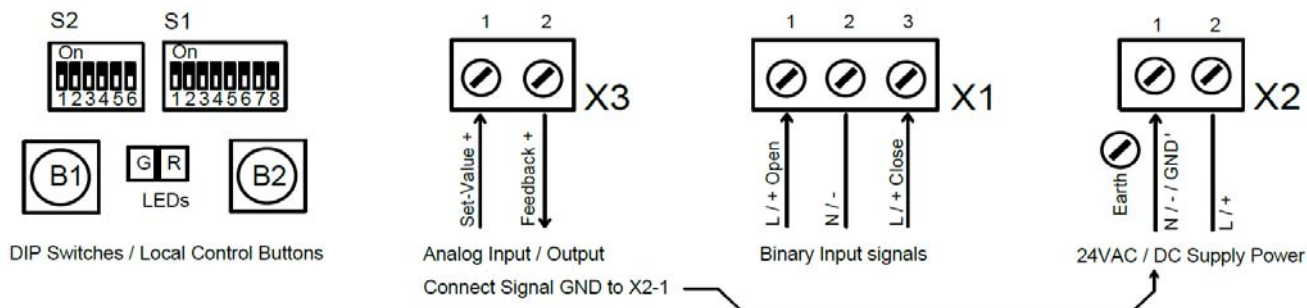 S2 S1
On On
123456 12345678
B1 G R B2
LEDs
DIP Switches / Local Control Buttons
1 2
X3
Set-Value +
Feedback +
Analog Input / Output
Connect Signal GND to X2-1
1 2 3
X1
L / + Open
N / -
L / + Close
Binary Input signals
1 2
X2
Earth
N / - / GND'
L / +
24VAC / DC Supply Power